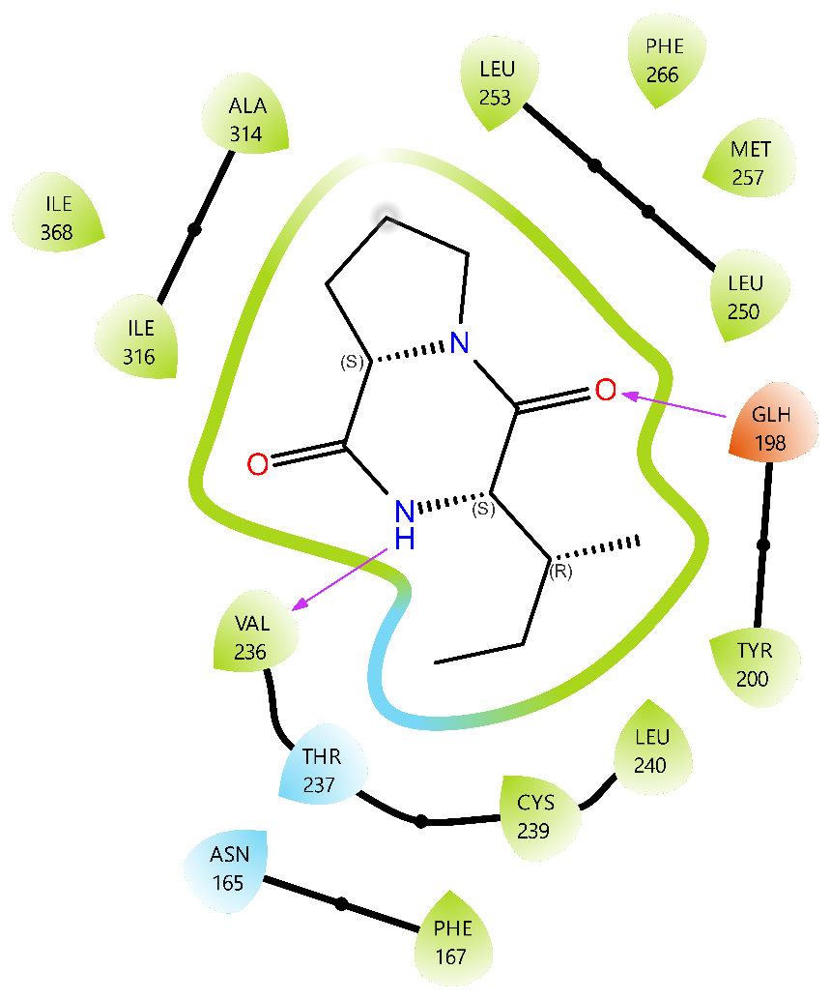 PHE
266
LEU
253
ALA
314
MET
257
ILE
368
LEU
250
ILE
316
N
(S)
O
GLH
198
O
N
H
(S)
(R)
VAL
236
TYR
200
THR
237
LEU
240
CYS
239
ASN
165
PHE
167